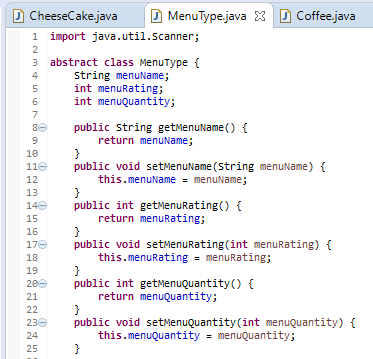 CheeseCake.java MenuType.java Coffee.java
1 import java.util.Scanner;
2
3 abstract class MenuType {
4 String menuName;
5 int menuRating;
6 int menuQuantity;
7
8 public String getMenuName() {
9 return menuName;
10 }
11 public void setMenuName(String menuName) {
12 this.menuName = menuName;
13 }
14 public int getMenuRating() {
15 return menuRating;
16 }
17 public void setMenuRating(int menuRating) {
18 this.menuRating = menuRating;
19 }
20 public int getMenuQuantity() {
21 return menuQuantity;
22 }
23 public void setMenuQuantity(int menuQuantity) {
24 this.menuQuantity = menuQuantity;
25 }